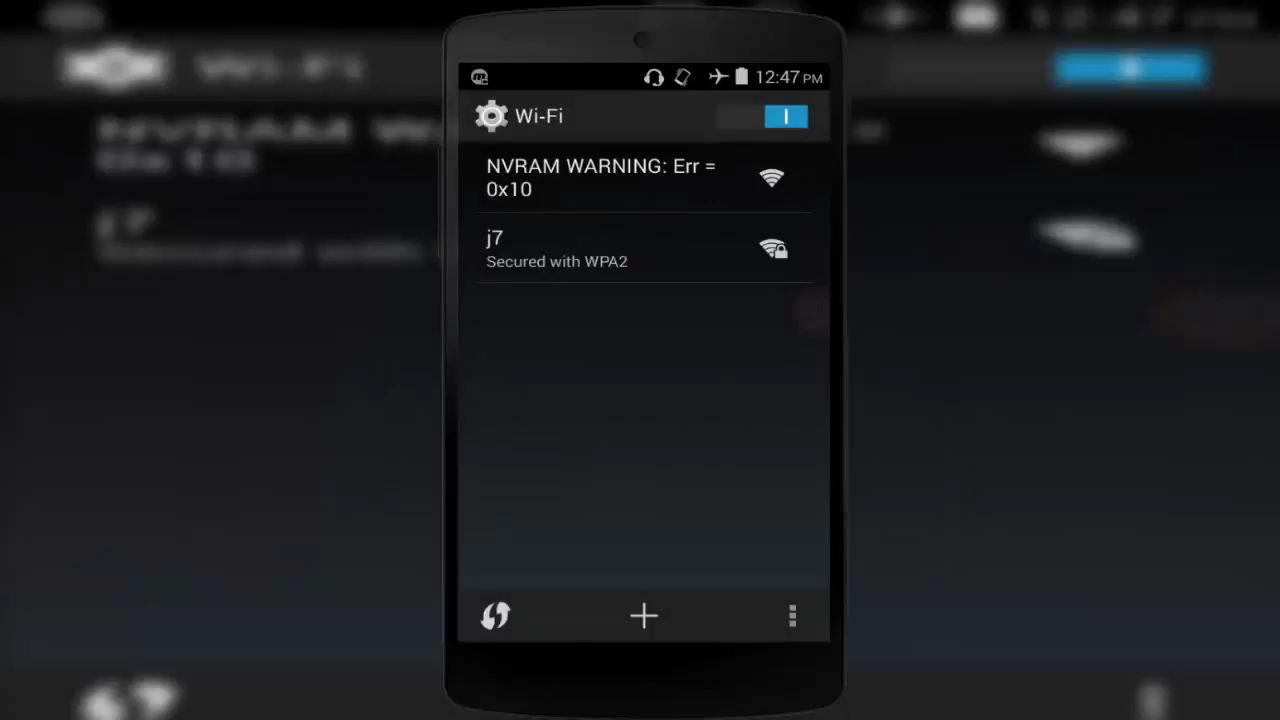 12:47 PM
Wi-Fi
NVRAM WARNING: Err =
0x10
j7
Secured with WPA2